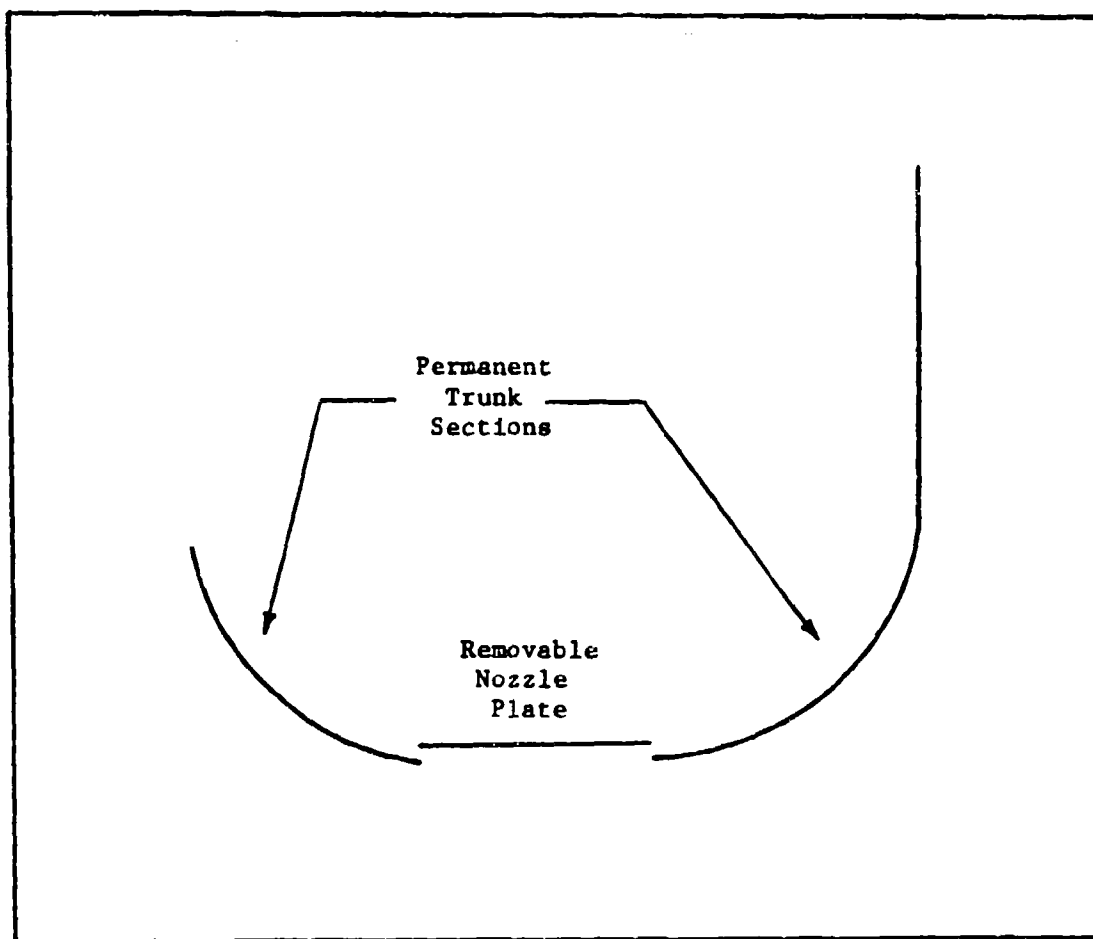 Permanent
Trunk
Sections
Removable
Nozzle
Plate